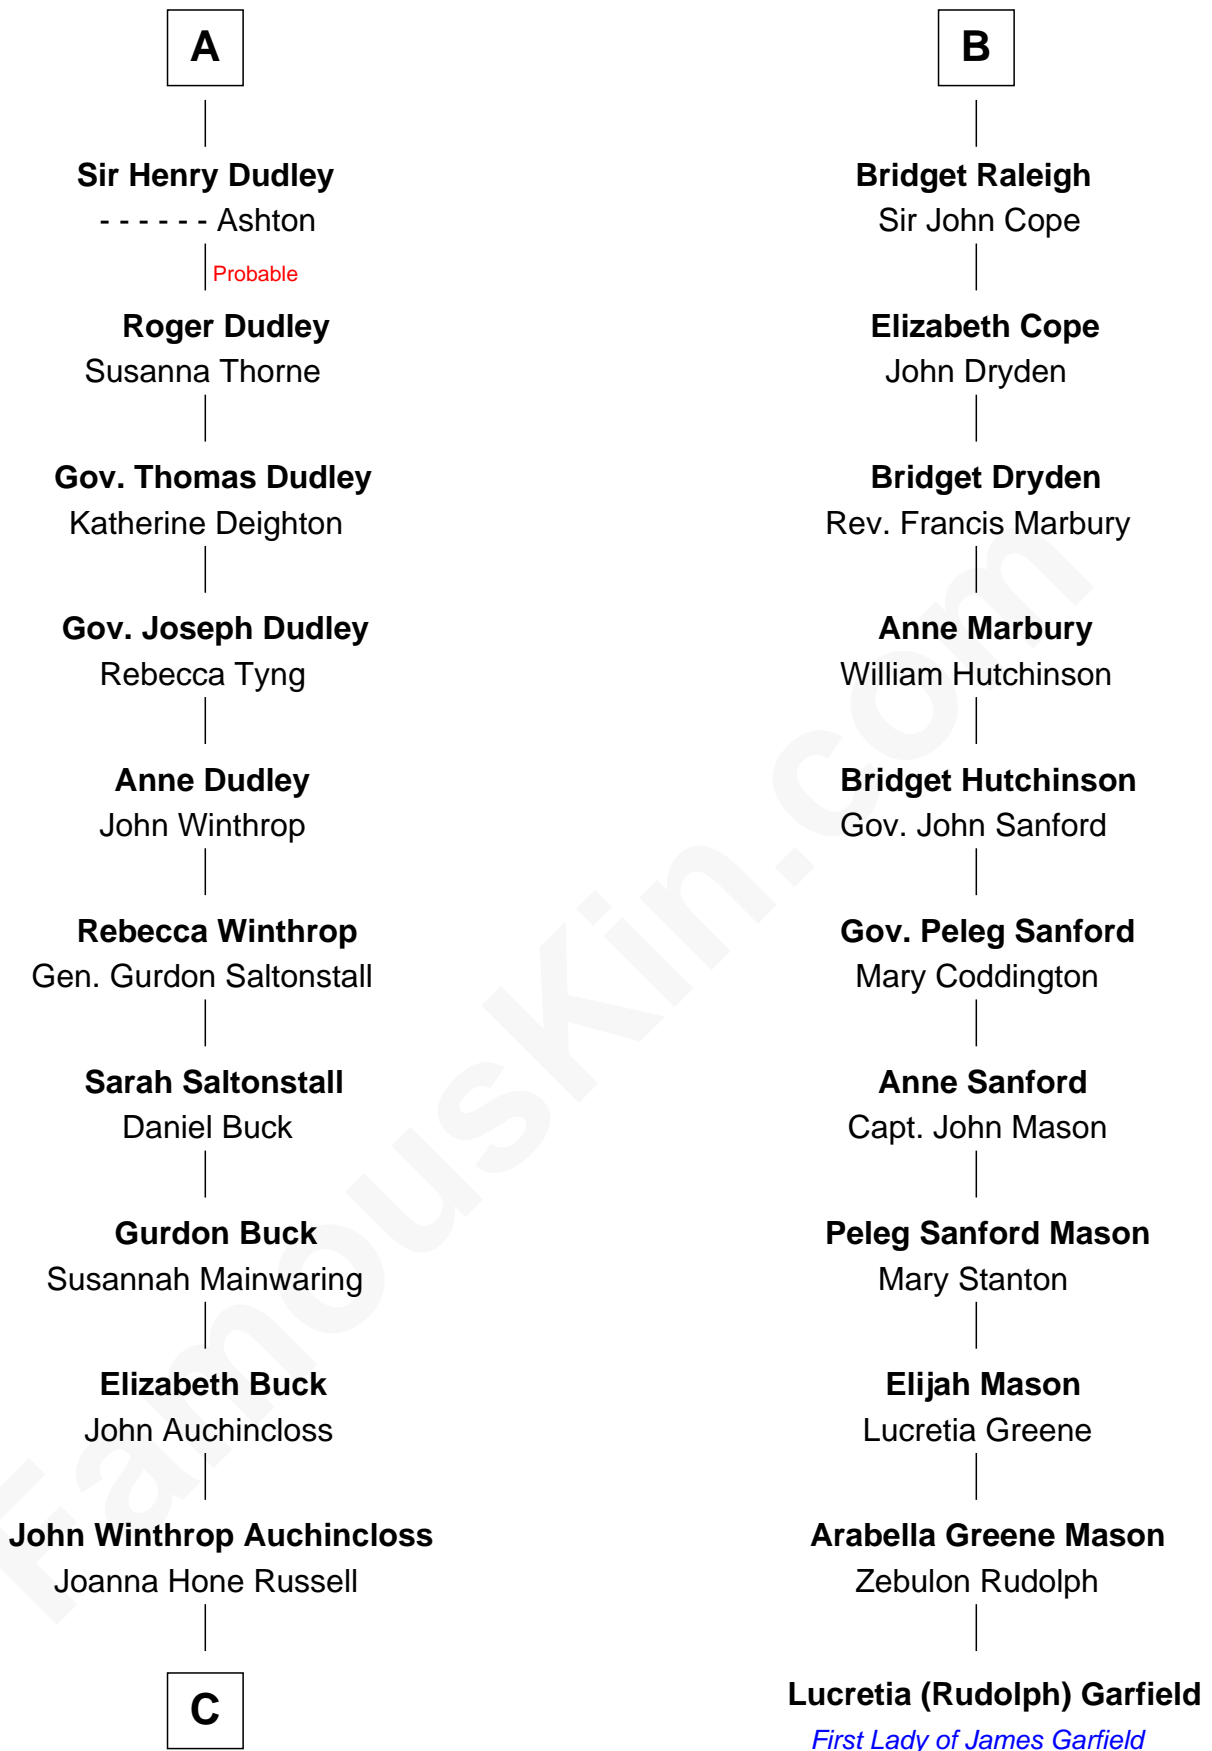 A
Sir Henry Dudley
- - - - - - Ashton
Probable
Roger Dudley
Susanna Thorne
Gov. Thomas Dudley
Katherine Deighton
Gov. Joseph Dudley
Rebecca Tyng
Anne Dudley
John Winthrop
Rebecca Winthrop
Gen. Gurdon Saltonstall
Sarah Saltonstall
Daniel Buck
Gurdon Buck
Susannah Mainwaring
Elizabeth Buck
John Auchincloss
John Winthrop Auchincloss
Joanna Hone Russell
C
B
Bridget Raleigh
Sir John Cope
Elizabeth Cope
John Dryden
Bridget Dryden
Rev. Francis Marbury
Anne Marbury
William Hutchinson
Bridget Hutchinson
Gov. John Sanford
Gov. Peleg Sanford
Mary Coddington
Anne Sanford
Capt. John Mason
Peleg Sanford Mason
Mary Stanton
Elijah Mason
Lucretia Greene
Arabella Greene Mason
Zebulon Rudolph
Lucretia (Rudolph) Garfield
First Lady of James Garfield
FamousKin.com